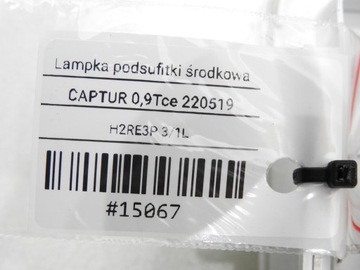 Lampka podsufitki środkowa
CAPTUR 0,9Tce 220519
H2RE3P 3/1L
#15067